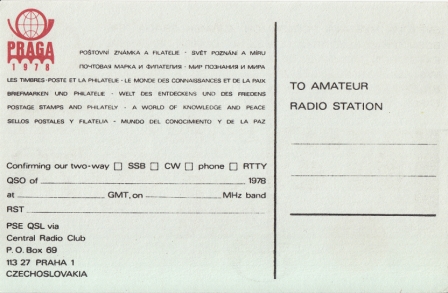 PRAGA
1978
POŠTOVNÍ ZNÁMKA A FILATELIE - SVĚT POZNÁNÍ A MÍRU
ПОЧТОВАЯ МАРКА И ФИЛАТЕЛИЯ - МИР ПОЗНАНИЯ И МИРА
LES TIMBRES-POSTE ET LA PHILATELIE - LE MONDE DES CONNAISSANCES ET DE LA PAIX
BRIEFMARKEN UND PHILATELIE - WELT DES ENTDECKENS UND DES FRIEDENS
POSTAGE STAMPS AND PHILATELY - A WORLD OF KNOWLEDGE AND PEACE
SELLOS POSTALES Y FILATELIA - MUNDO DEL CONOCIMIENTO Y DE LA PAZ
Confirming our two-way □ SSB □ CW □ phone □ RTTY
QSO of 1978
at GMT, on MHz band
RST
PSE QSL via
Central Radio Club
P. O. Box 69
113 27 PRAHA 1
CZECHOSLOVAKIA
TO AMATEUR
RADIO STATION